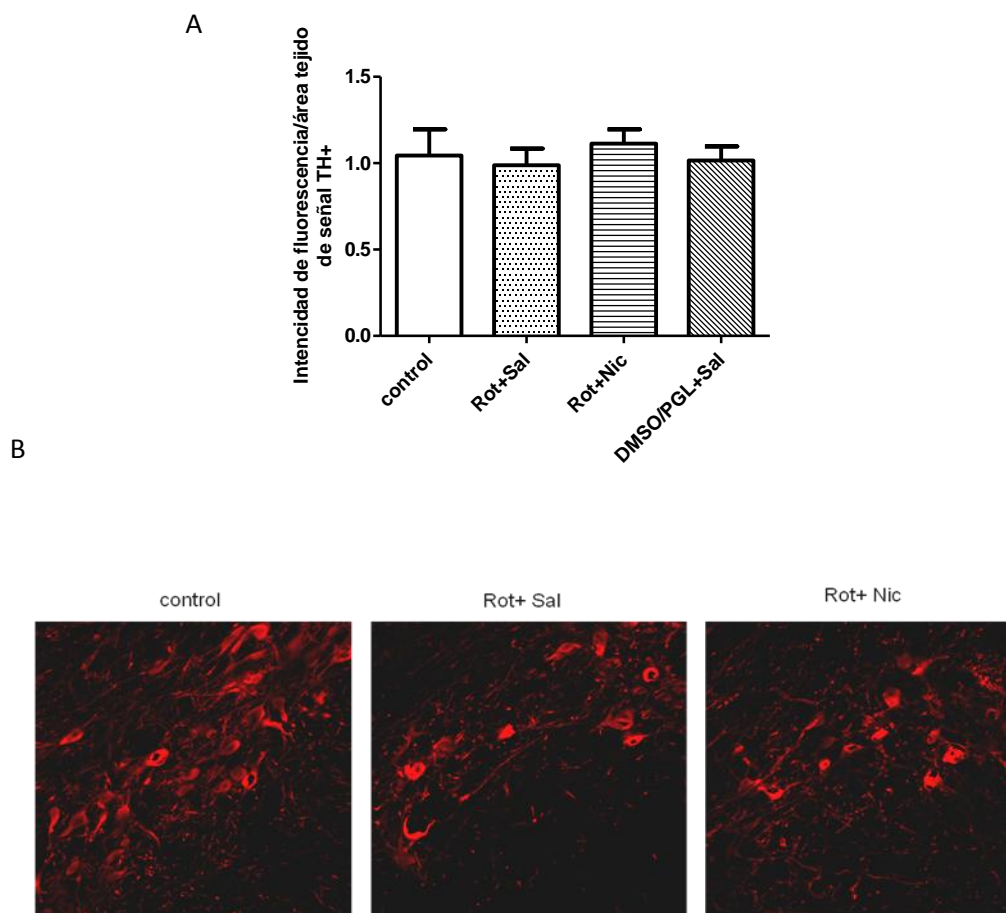 A
Intencidad de fluorescencia/área tejido
de señal TH+
1.5
1.0
0.5
0.0
control
Rot+Sal
Rot+Nic
DMSO/PGL+Sal
B
control
Rot+ Sal
Rot+ Nic